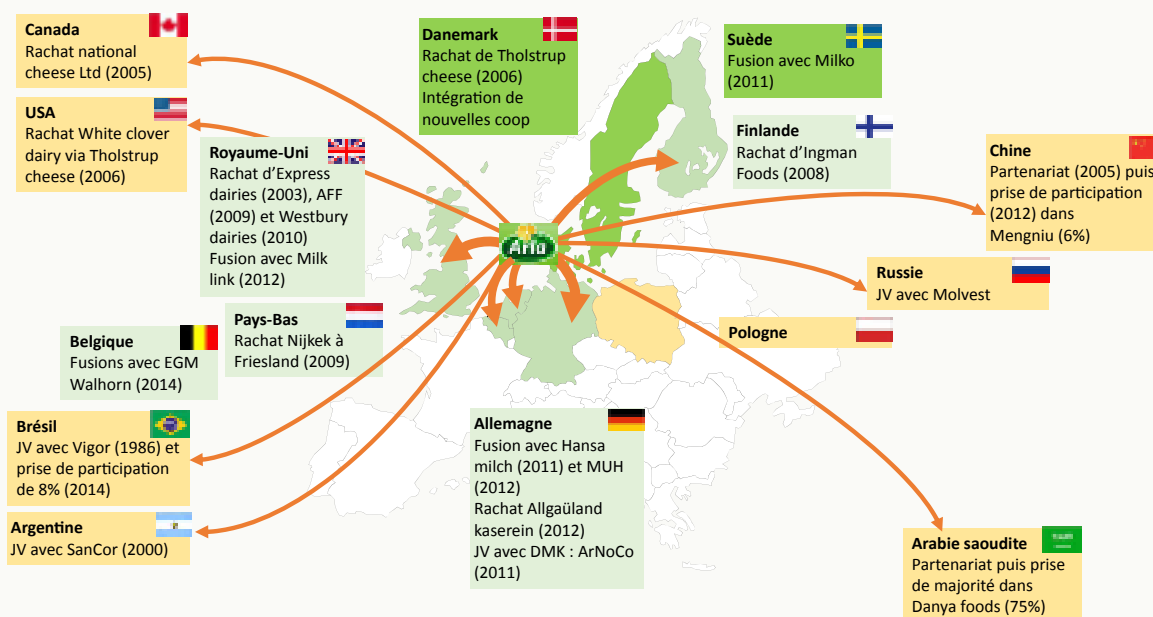 Canada
Rachat national
cheese Ltd (2005)
USA
Rachat White clover
dairy via Tholstrup
cheese (2006)
Royaume-Uni
Rachat d’Express
dairies (2003), AFF
(2009) et Westbury
dairies (2010)
Fusion avec Milk
link (2012)
Danemark
Rachat de Tholstrup
cheese (2006)
Intégration de
nouvelles coop
Suède
Fusion avec Milko
(2011)
Finlande
Rachat d’Ingman
Foods (2008)
Chine
Partenariat (2005) puis
prise de participation
(2012) dans
Mengniu (6%)
Arla
Russie
JV avec Molvest
Pologne
Pays-Bas
Rachat Nijkek à
Friesland (2009)
Belgique
Fusions avec EGM
Walhorn (2014)
Brésil
JV avec Vigor (1986) et
prise de participation
de 8% (2014)
Argentine
JV avec SanCor (2000)
Allemagne
Fusion avec Hansa
milch (2011) et MUH
(2012)
Rachat Allgaüland
kaserein (2012)
JV avec DMK : ArNoCo
(2011)
Arabie saoudite
Partenariat puis prise
de majorité dans
Danya foods (75%)